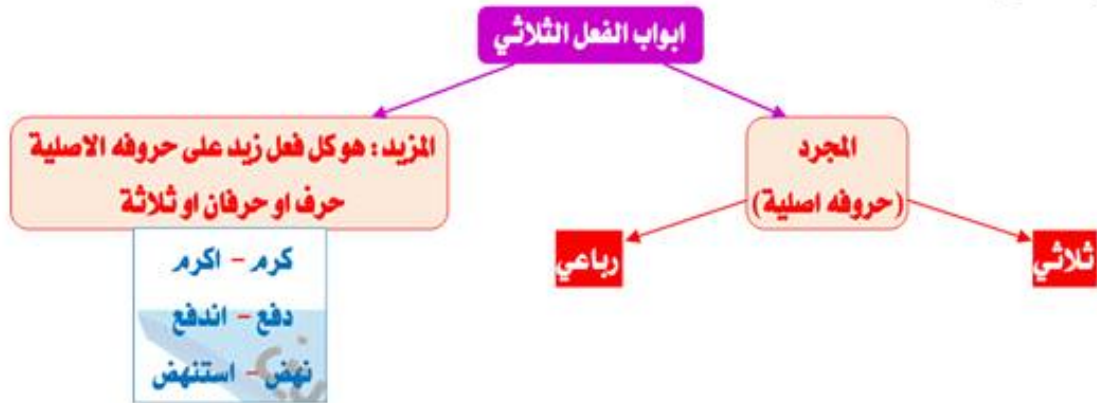 ابواب الفعل الثلاثي
المجرد
(حروفه اصلية)
ثلاثي
رباعي
المزيد : هو كل فعل زيد على حروفه الاصلية
حرف او حرفان او ثلاثة
كرم – اكرم
دفع – اندفع
نهض – استنهض